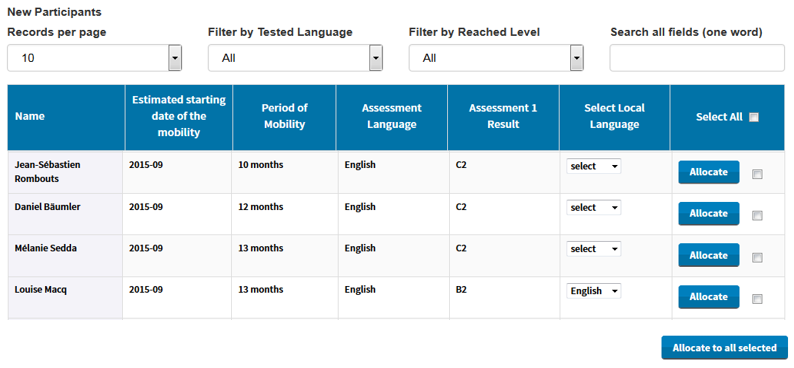 New Participants
Records per page Filter by Tested Language Filter by Reached Level Search all fields (one word)
10 All All
Name Estimated starting date of the mobility Period of Mobility Assessment Language Assessment 1 Result Select Local Language Select All
Jean-Sébastien Rombouts 2015-09 10 months English C2 select Allocate
Daniel Bäumler 2015-09 12 months English C2 select Allocate
Mélanie Sedda 2015-09 13 months English C2 select Allocate
Louise Macq 2015-09 13 months English B2 English Allocate
Allocate to all selected